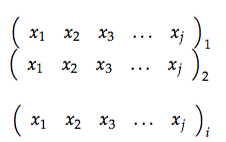 ( x₁ x₂ x₃ … xⱼ )₁
( x₁ x₂ x₃ … xⱼ )₂
( x₁ x₂ x₃ … xⱼ )ᵢ